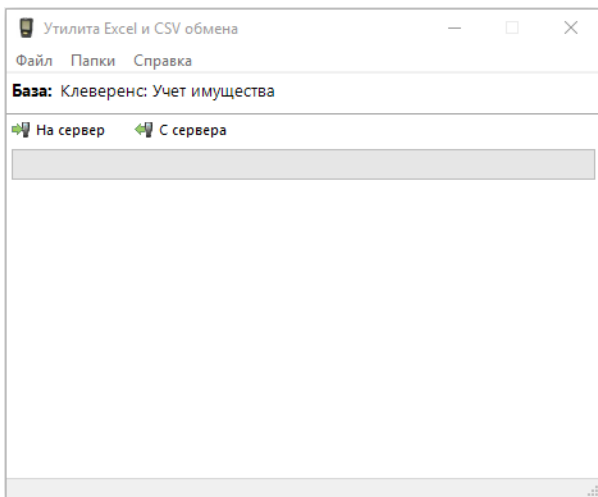 Утилита Excel и CSV обмена
Файл Папки Справка
База: Клеверенс: Учет имущества
На сервер С сервера